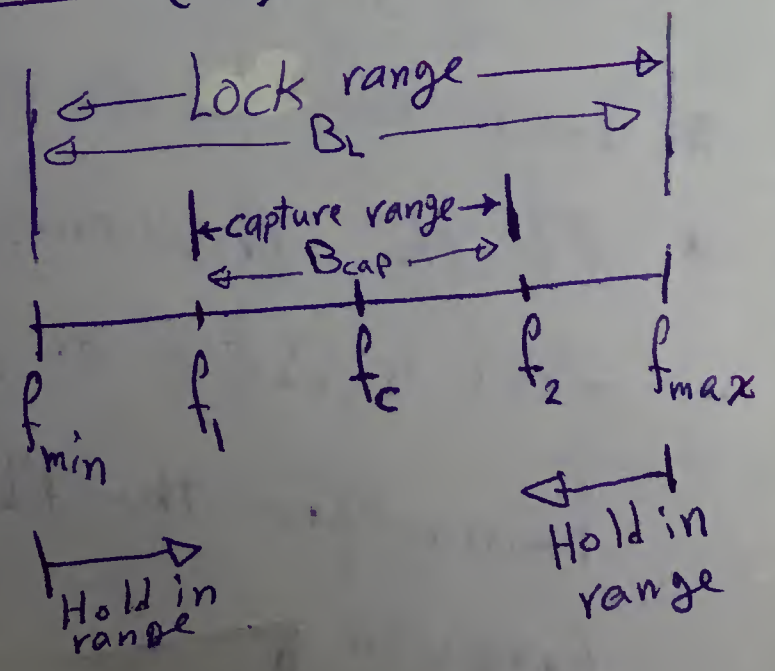 Lock range
BL
capture range
Bcap
fmin f1 fc f2 fmax
Hold in
range
Hold in
range